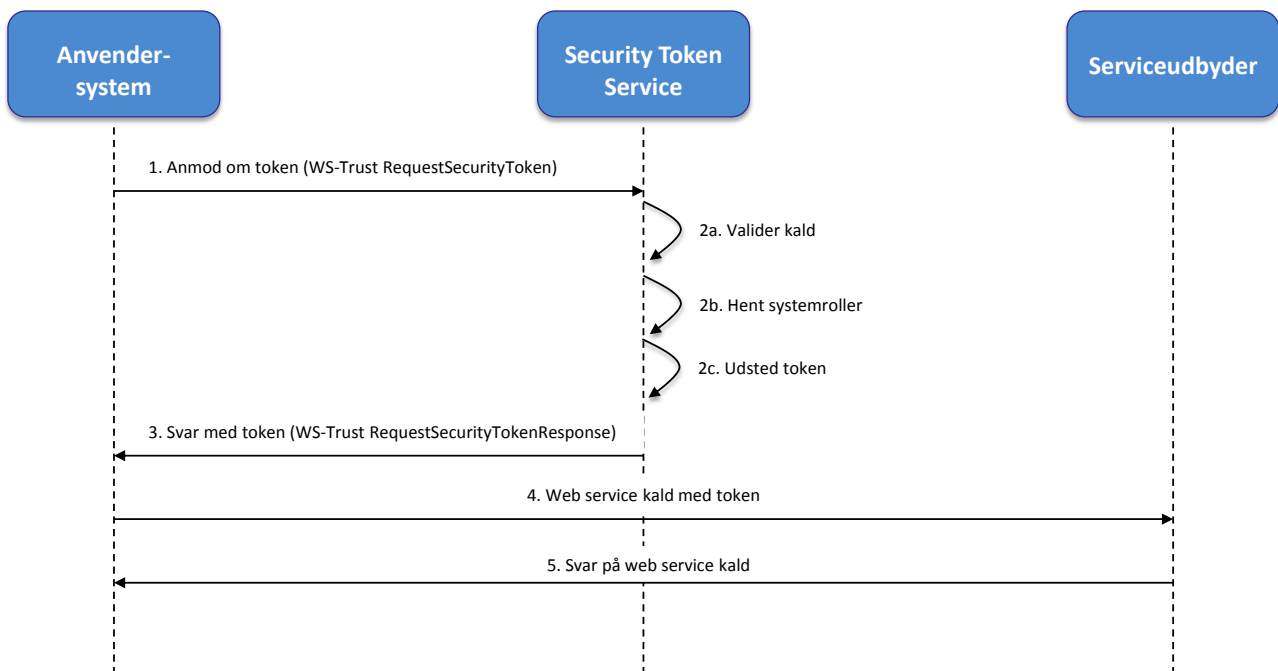 Anvender-
system
Security Token
Service
Serviceudbyder
1. Anmod om token (WS-Trust RequestSecurityToken)
2a. Valider kald
2b. Hent systemroller
2c. Udsted token
3. Svar med token (WS-Trust RequestSecurityTokenResponse)
4. Web service kald med token
5. Svar på web service kald